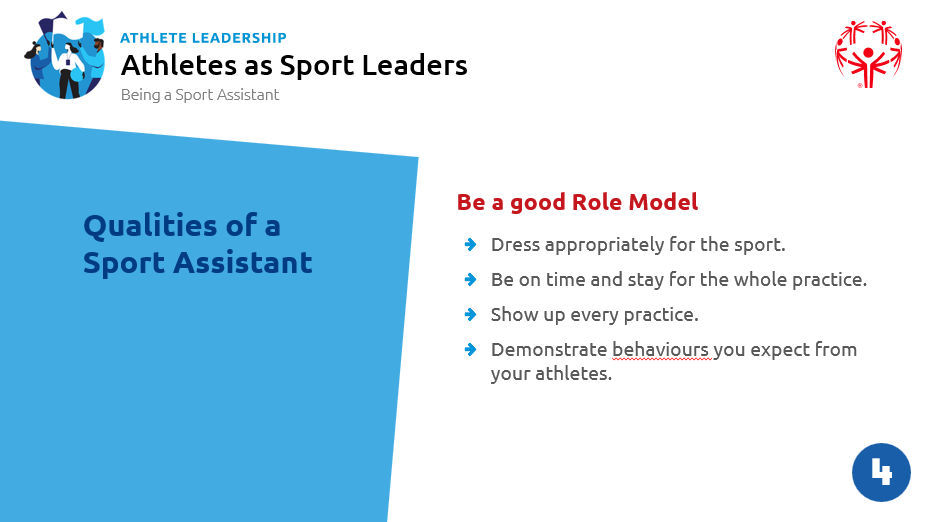 ATHLETE LEADERSHIP
Athletes as Sport Leaders
Being a Sport Assistant
Qualities of a
Sport Assistant
Be a good Role Model
Dress appropriately for the sport.
Be on time and stay for the whole practice.
Show up every practice.
Demonstrate behaviours you expect from
your athletes.
4